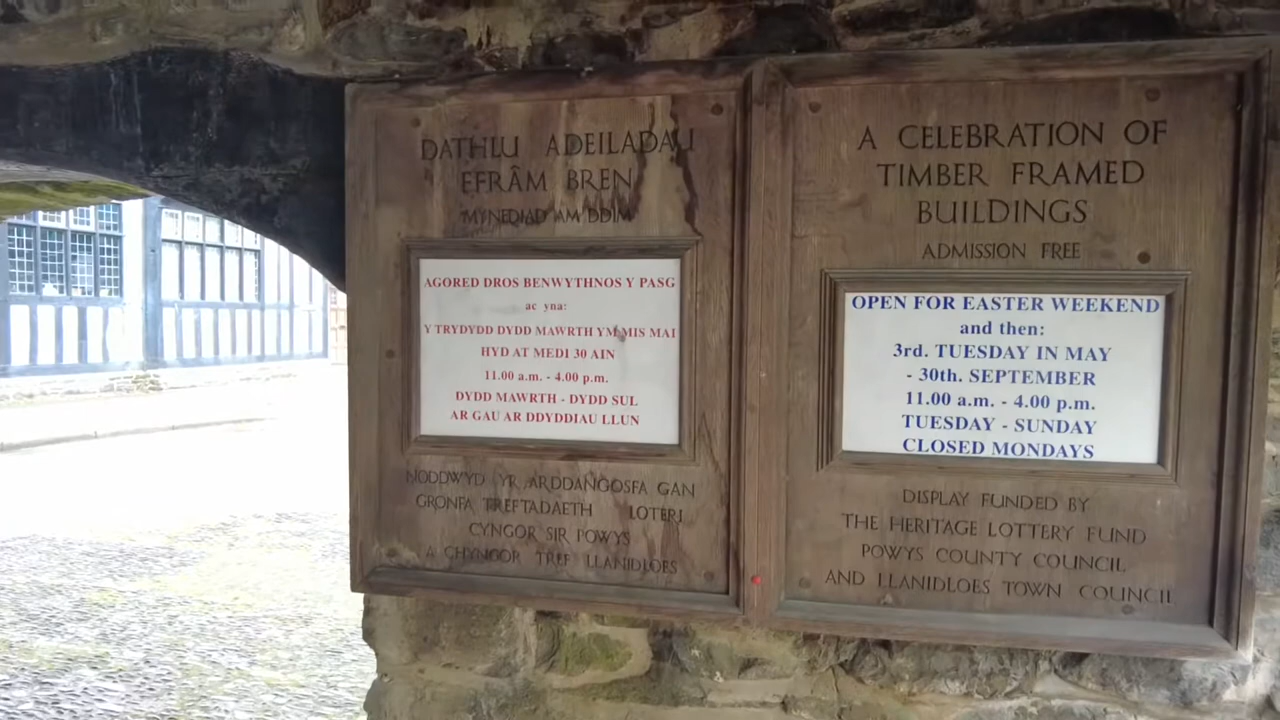 DATHLU ADEILADAU
EFRÂM BREN
MYNEDIAD AM DDIM
AGORED DROS BENWYTHNOS Y PASG
ac yna:
Y TRYDYDD DYDD MAWRTH YM MIS MAI
HYD AT MEDI 30 AIN
11.00 a.m. - 4.00 p.m.
DYDD MAWRTH - DYDD SUL
AR GAU AR DDYDDIAU LLUN
NODDWYD YR ARDDANGOSFA GAN
GRONFA TREFTADAETH LOTERI
CYNGOR SIR POWYS
A CHYNGOR TREF LLANIDLOES
A CELEBRATION OF
TIMBER FRAMED
BUILDINGS
ADMISSION FREE
OPEN FOR EASTER WEEKEND
and then:
3rd. TUESDAY IN MAY
- 30th. SEPTEMBER
11.00 a.m. - 4.00 p.m.
TUESDAY - SUNDAY
CLOSED MONDAYS
DISPLAY FUNDED BY
THE HERITAGE LOTTERY FUND
POWYS COUNTY COUNCIL
AND LLANIDLOES TOWN COUNCIL